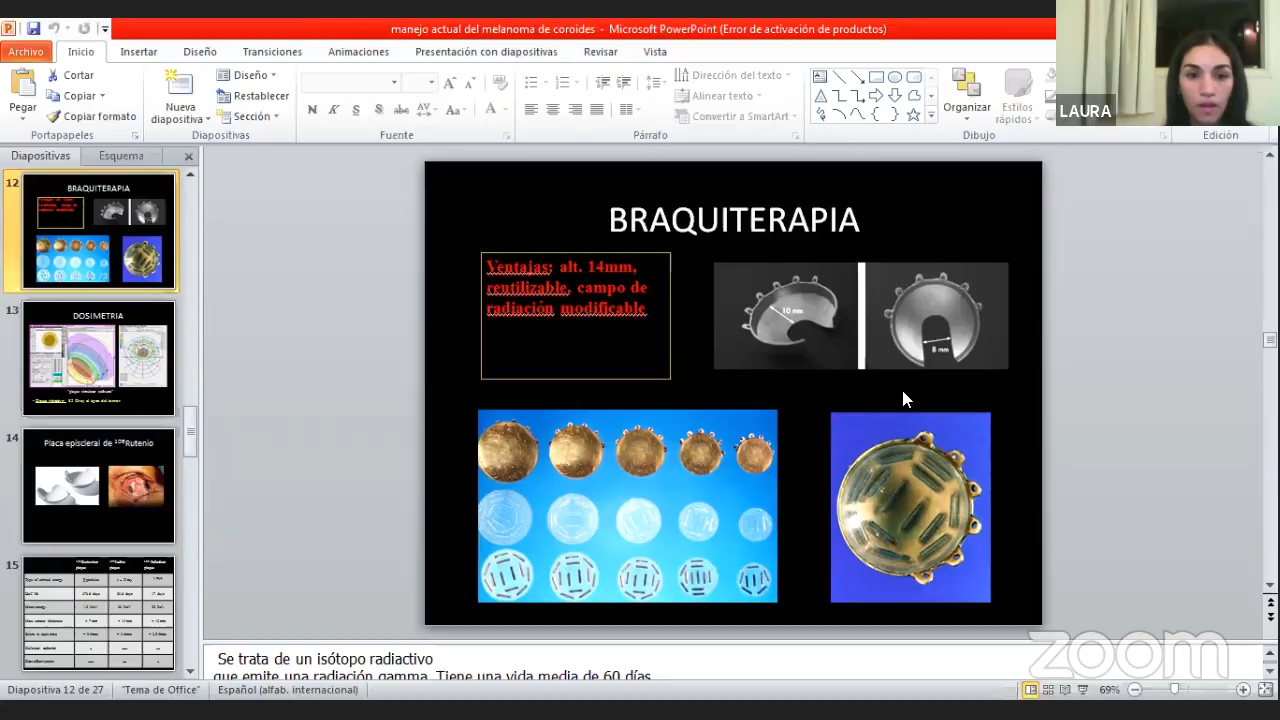 manejo actual del melanoma de coroides - Microsoft PowerPoint (Error de activación de productos)
Archivo Inicio Insertar Diseño Transiciones Animaciones Presentación con diapositivas Revisar Vista
Pegar
Cortar
Copiar
Copiar formato
Portapapeles
Nueva diapositiva
Diseño
Restablecer
Sección
Diapositivas
N K S S abc AV Aa A
Fuente
Dirección del texto
Alinear texto
Convertir a SmartArt
Párrafo
Organizar
Estilos rápidos
Dibujo
Edición
LAURA
Diapositivas Esquema
12
BRAQUITERAPIA
13
DOSIMETRIA
14
Placa episcleral de 106Rutenio
15
BRAQUITERAPIA
Ventajas: alt. 14mm,
reutilizable, campo de
radiación modificable
10 mm
8 mm
zoom
Se trata de un isótopo radiactivo
que emite una radiación gamma. Tiene una vida media de 60 días
Diapositiva 12 de 27 "Tema de Office" Español (alfab. internacional) 69%